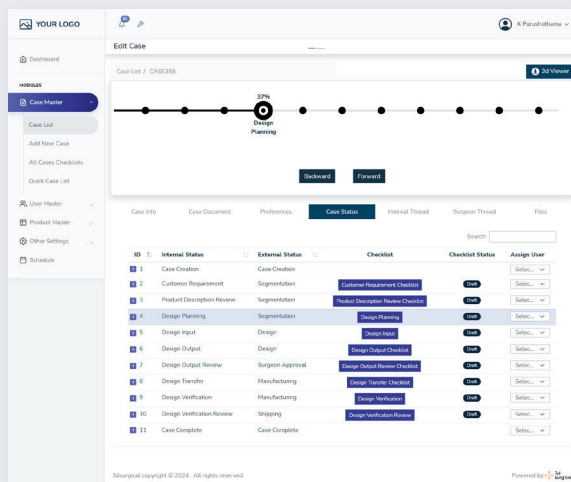 YOUR LOGO
K Purushothama
Edit Case
Dashboard
Case List / CASE355
3d Viewer
MODULES
Case Master
37%
Design
Planning
Case List
Add New Case
All Cases Checklists
Quick Case List
Backward Forward
User Master
Product Master
Other Settings
Schedule
Case Info Case Document Preferences Case Status Internal Thread Surgeon Thread Files
Search:
ID Internal Status External Status Checklist Checklist Status Assign User
1 Case Creation Case Creation Selec...
2 Customer Requirement Segmentation Customer Requirement Checklist Draft Selec...
3 Product Description Review Segmentation Product Description Review Checklist Draft Selec...
4 Design Planning Segmentation Design Planning Draft Selec...
5 Design Input Design Design Input Draft Selec...
6 Design Output Design Design Output Checklist Draft Selec...
7 Design Output Review Surgeon Approval Design Output Review Checklist Draft Selec...
8 Design Transfer Manufacturing Design Transfer Checklist Draft Selec...
9 Design Verification Manufacturing Design Verification Draft Selec...
10 Design Verification Review Shipping Design Verification Review Draft Selec...
11 Case Complete Case Complete Selec...
3dsurgical copyright © 2024 . All rights reserved.
Powered by 3d surgical